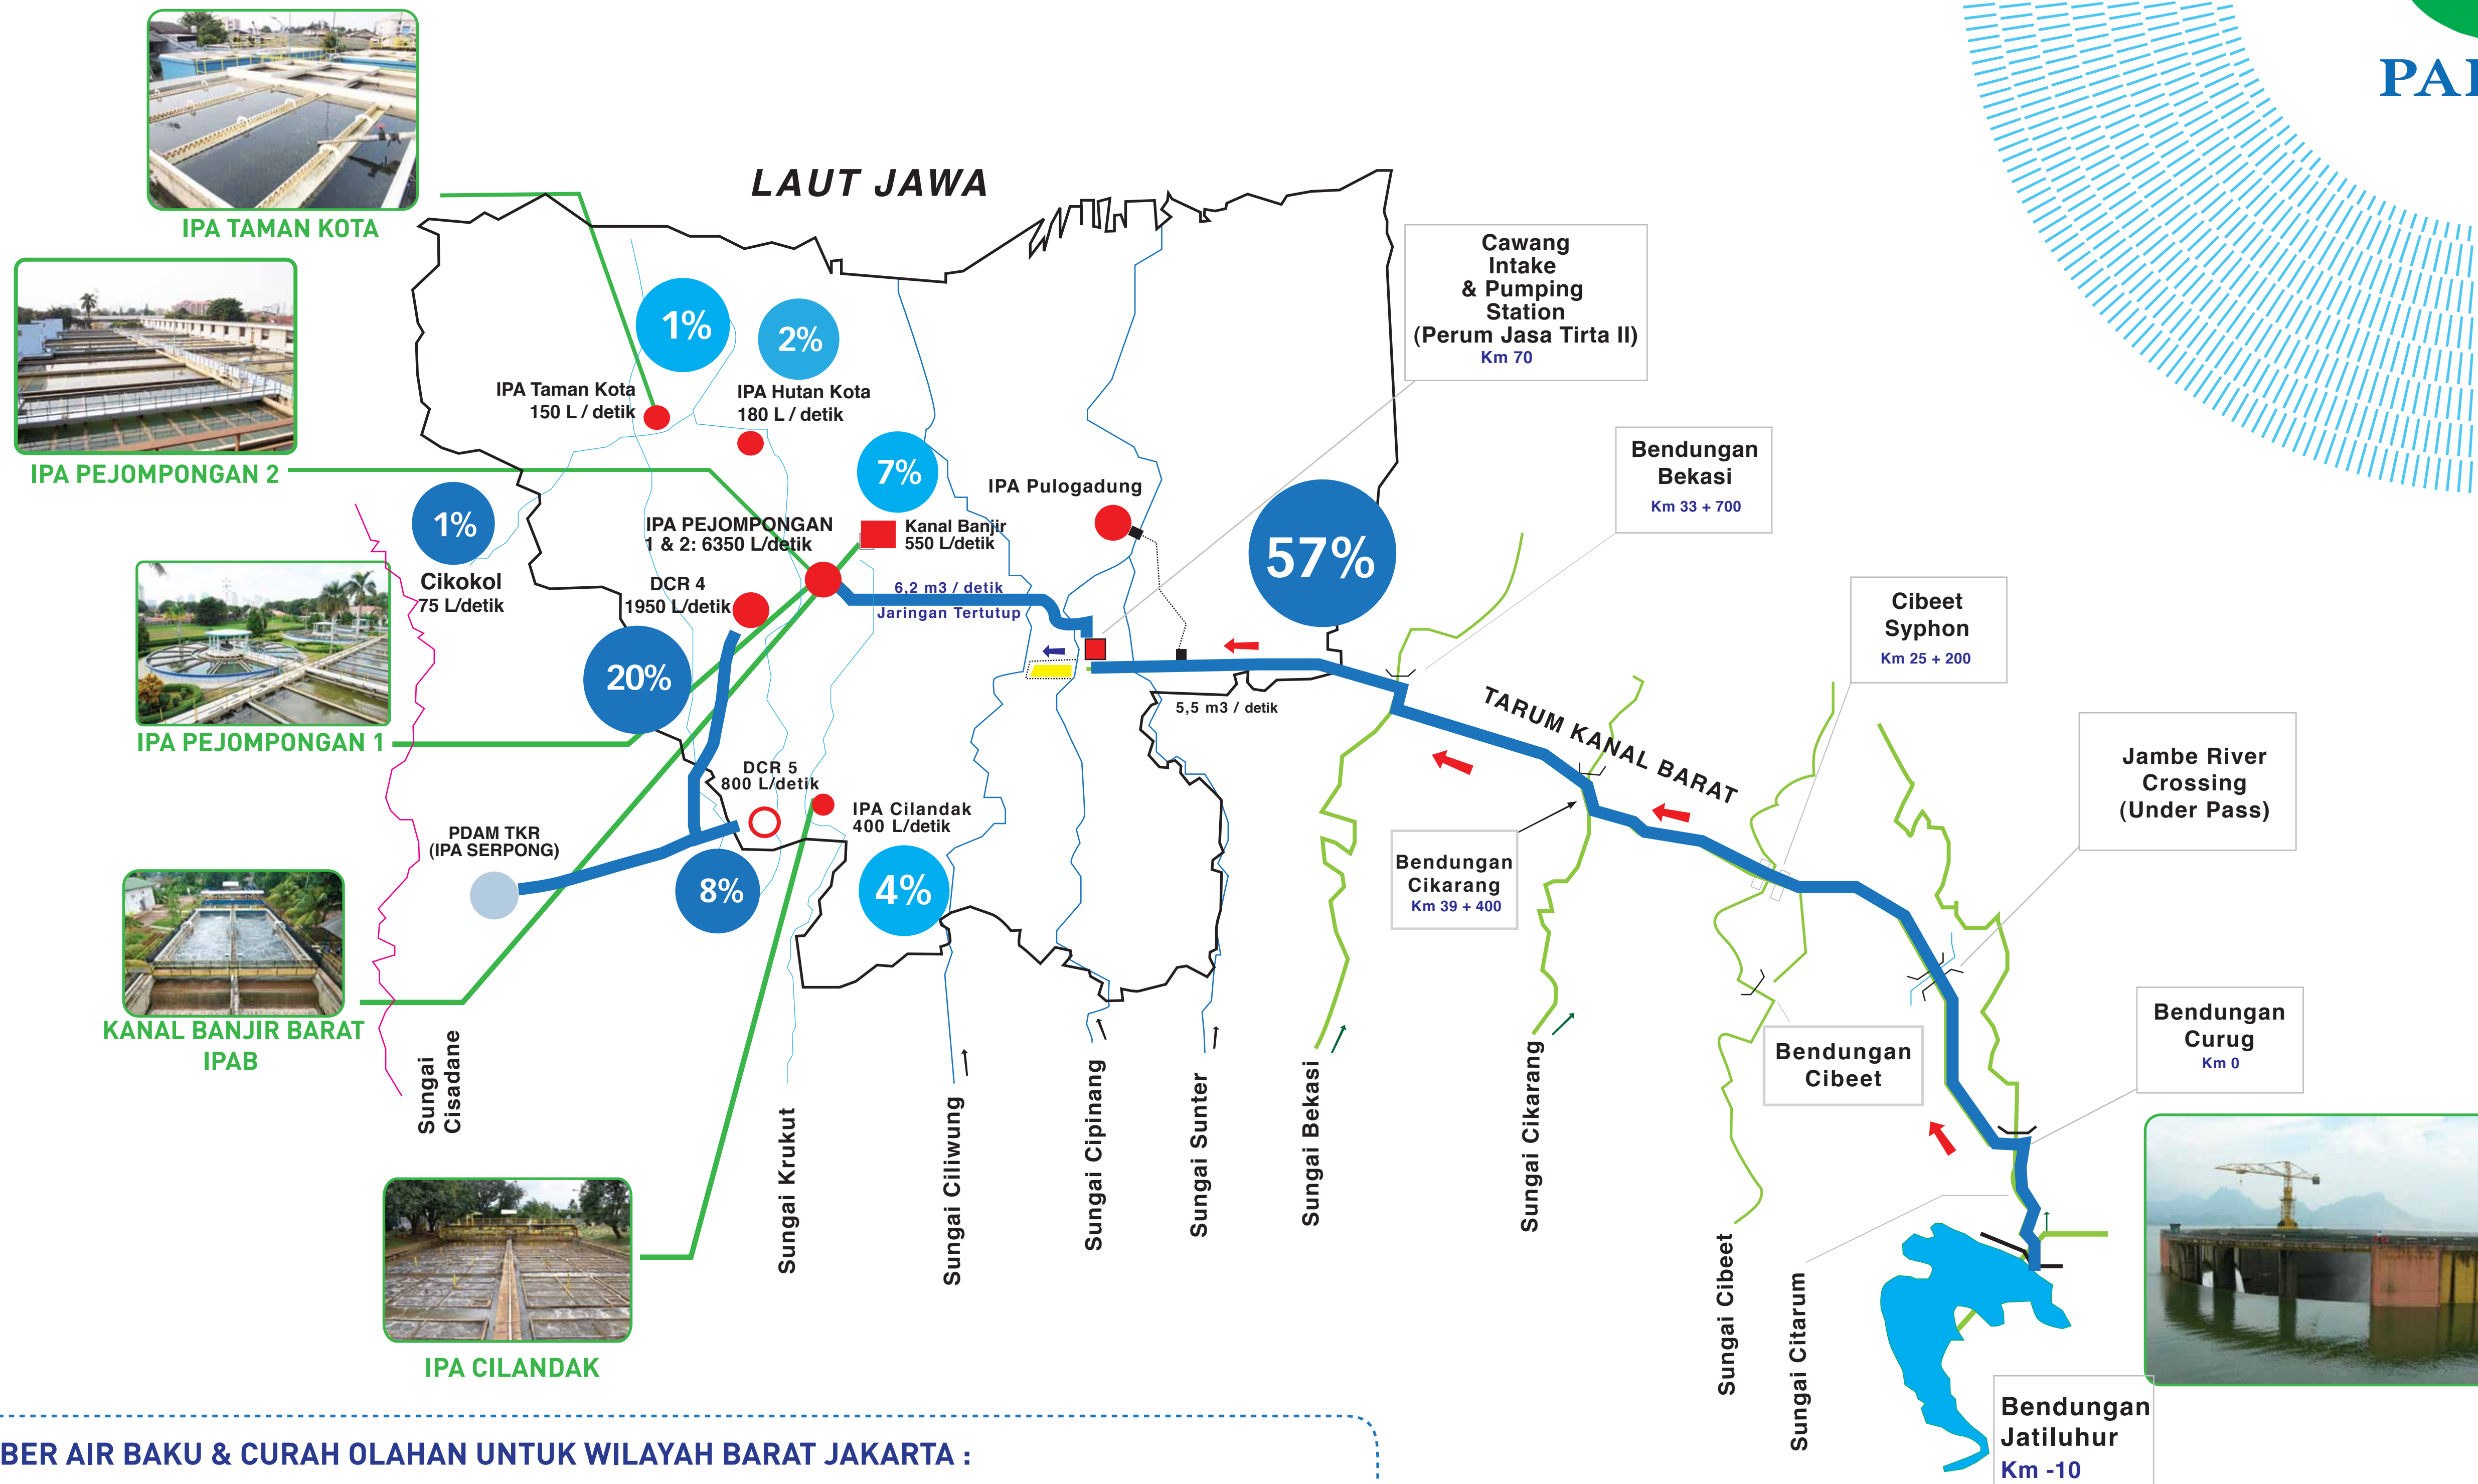 PA
LAUT JAWA
IPA TAMAN KOTA
Cawang
Intake
& Pumping
Station
(Perum Jasa Tirta II)
Km 70
1%
2%
IPA Taman Kota
150 L / detik
IPA Hutan Kota
180 L / detik
IPA PEJOMPONGAN 2
7%
IPA Pulogadung
Bendungan
Bekasi
Km 33 + 700
1%
Cikokol
75 L/detik
IPA PEJOMPONGAN
1 & 2: 6350 L/detik
Kanal Banjir
550 L/detik
57%
DCR 4
1950 L/detik
6,2 m3 / detik
Jaringan Tertutup
Cibeet
Syphon
Km 25 + 200
20%
5,5 m3 / detik
TARUM KANAL BARAT
IPA PEJOMPONGAN 1
Jambe River
Crossing
(Under Pass)
DCR 5
800 L/detik
IPA Cilandak
400 L/detik
PDAM TKR
(IPA SERPONG)
8%
4%
Bendungan
Cikarang
Km 39 + 400
KANAL BANJIR BARAT
IPAB
Bendungan
Cibeet
Bendungan
Curug
Km 0
Sungai
Cisadane
Sungai Krukut
Sungai Ciliwung
Sungai Cipinang
Sungai Sunter
Sungai Bekasi
Sungai Cikarang
Sungai Cibeet
Sungai Citarum
IPA CILANDAK
Bendungan
Jatiluhur
Km -10
BER AIR BAKU & CURAH OLAHAN UNTUK WILAYAH BARAT JAKARTA :